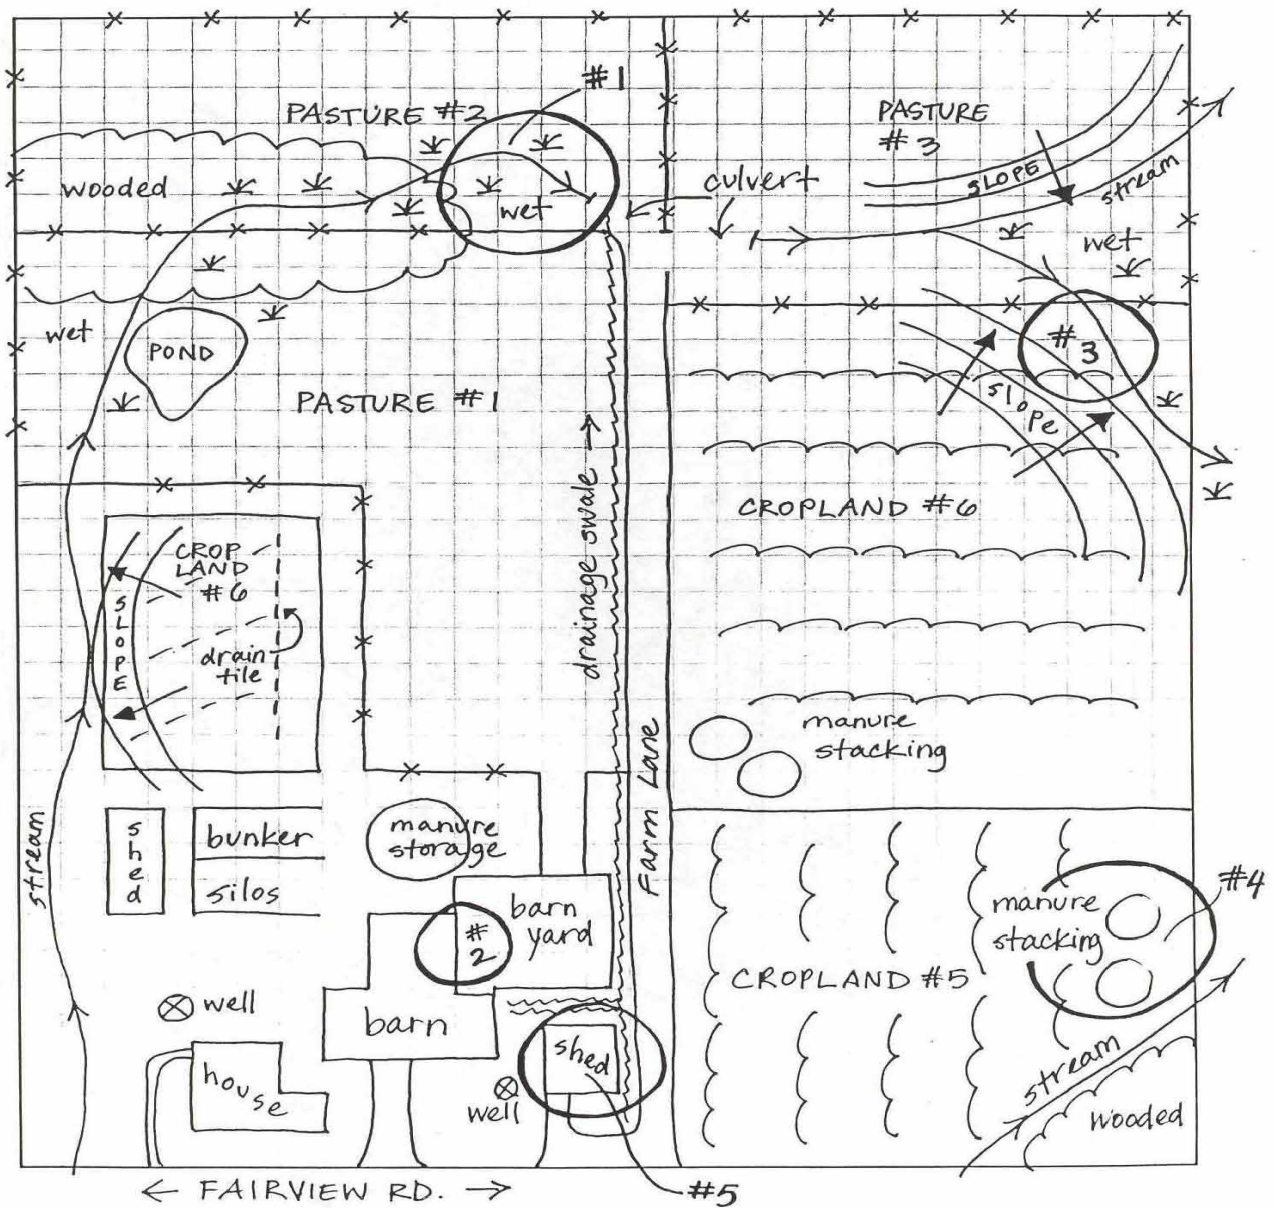 #1
PASTURE #2
PASTURE
#3
wooded
wet
culvert
SLOPE
stream
wet
wet
POND
PASTURE #1
#
3
slope
drainage swale
CROPLAND #6
CROP
LAND
#6
SLOPE
drain
tile
manure
stacking
stream
shed
bunker
silos
manure
storage
Farm Lane
barn
yard
#
2
manure
stacking
#4
CROPLAND #5
well
barn
shed
house
well
stream
wooded
← FAIRVIEW RD. →
#5